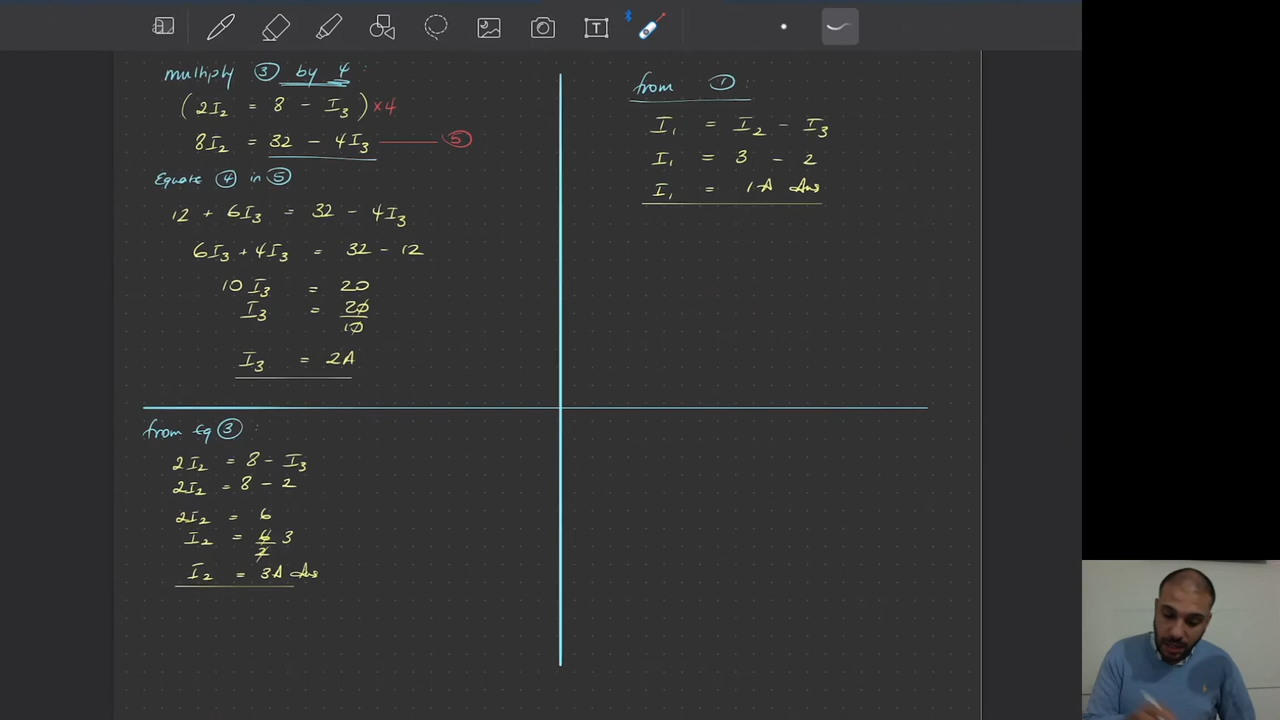 multiply ③ by 4 :
(2I₂ = 8 - I₃) ×4
8I₂ = 32 - 4I₃ ⑤
Equate ④ in ⑤
12 + 6I₃ = 32 - 4I₃
6I₃ + 4I₃ = 32 - 12
10 I₃ = 20
I₃ = 20/10
I₃ = 2A
from Eq ③ :
2I₂ = 8 - I₃
2I₂ = 8 - 2
2I₂ = 6
I₂ = 6/2 3
I₂ = 3A Ans
from ① :
I₁ = I₂ - I₃
I₁ = 3 - 2
I₁ = 1A Ans
T